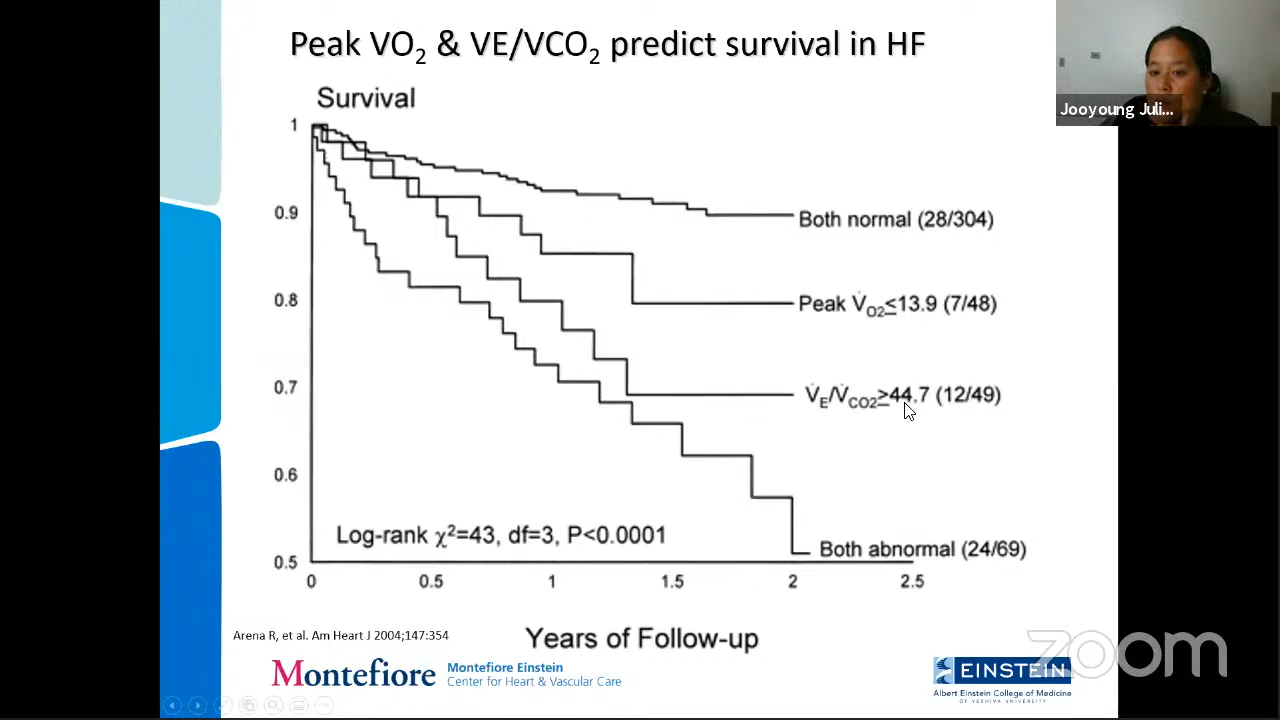 Peak VO2 & VE/VCO2 predict survival in HF
Jooyoung Juli...
Survival
1
0.9
0.8
0.7
0.6
0.5
Both normal (28/304)
Peak V̇O2≤13.9 (7/48)
V̇E/V̇CO2≥44.7 (12/49)
Both abnormal (24/69)
Log-rank χ²=43, df=3, P<0.0001
0 0.5 1 1.5 2 2.5
Years of Follow-up
Arena R, et al. Am Heart J 2004;147:354
Montefiore
Montefiore Einstein
Center for Heart & Vascular Care
EINSTEIN
Albert Einstein College of Medicine
OF YESHIVA UNIVERSITY
zoom